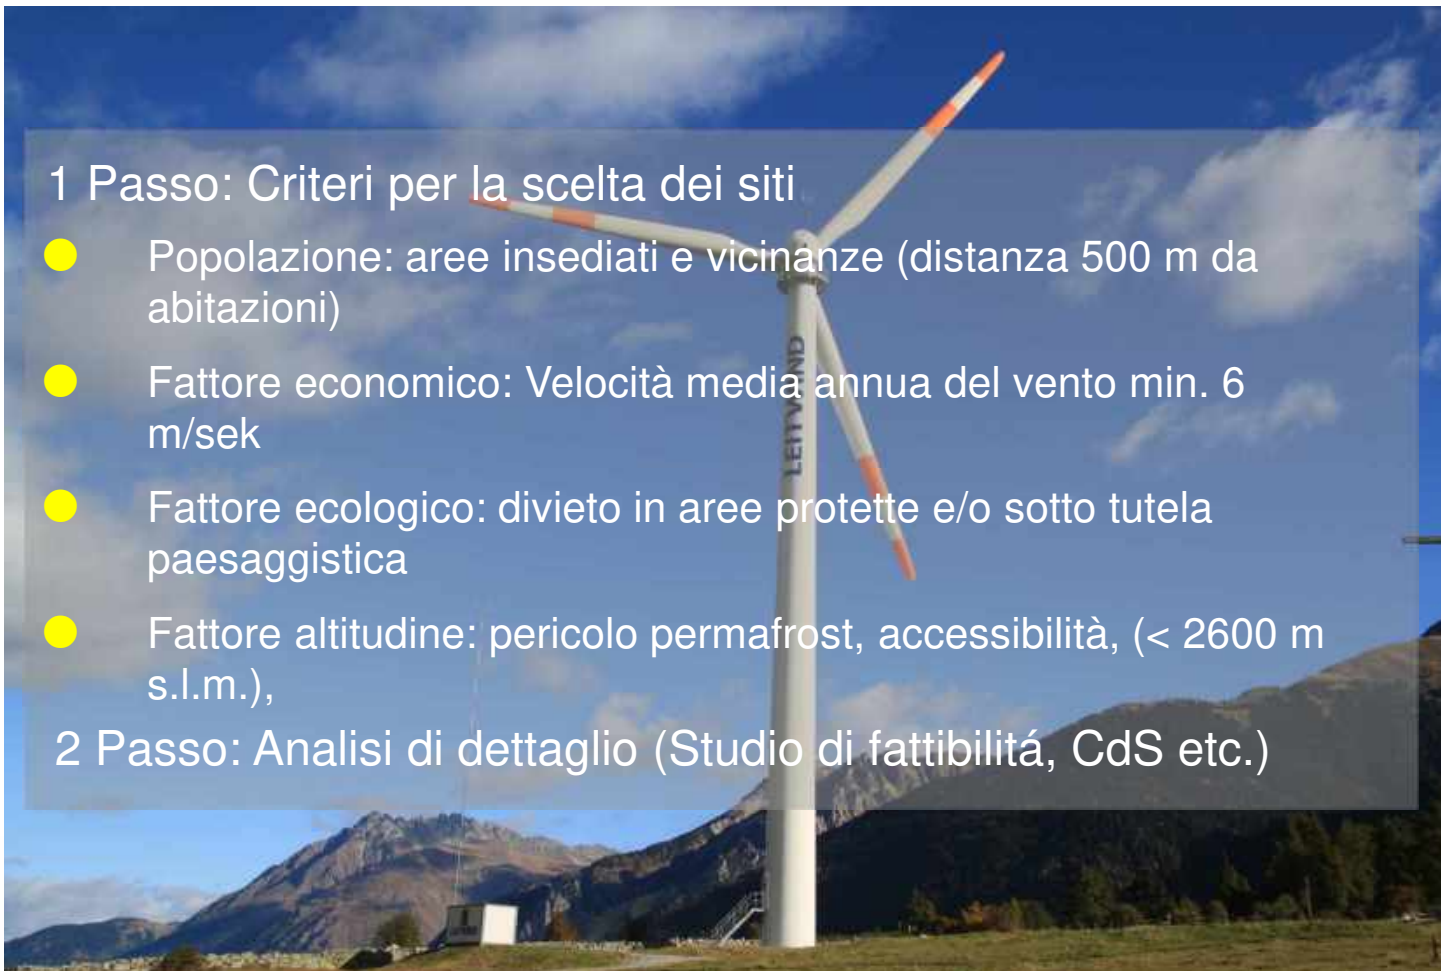 1 Passo: Criteri per la scelta dei siti
Popolazione: aree insediati e vicinanze (distanza 500 m da
abitazioni)
Fattore economico: Velocità media annua del vento min. 6
m/sek
Fattore ecologico: divieto in aree protette e/o sotto tutela
paesaggistica
Fattore altitudine: pericolo permafrost, accessibilità, (< 2600 m
s.l.m.),
2 Passo: Analisi di dettaglio (Studio di fattibilitá, CdS etc.)
LEITWIND